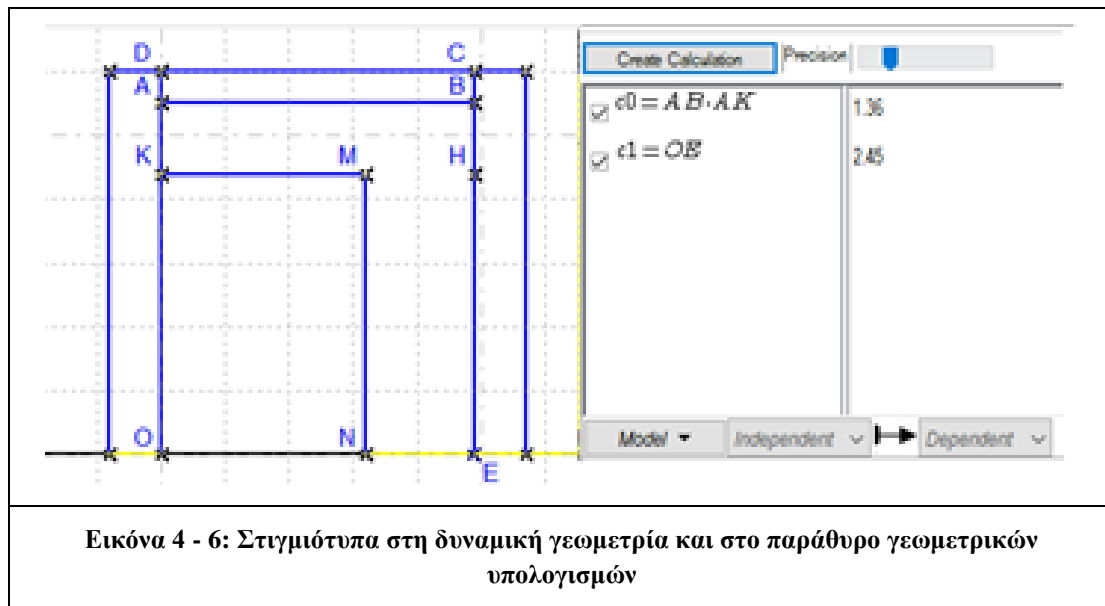 D C
Create Calculation Precision
A B
c0 = AB·AK 1.36
K M H
c1 = OE 2.45
O N
E
Model Independent Dependent
Εικόνα 4 - 6: Στιγμιότυπα στη δυναμική γεωμετρία και στο παράθυρο γεωμετρικών
υπολογισμών